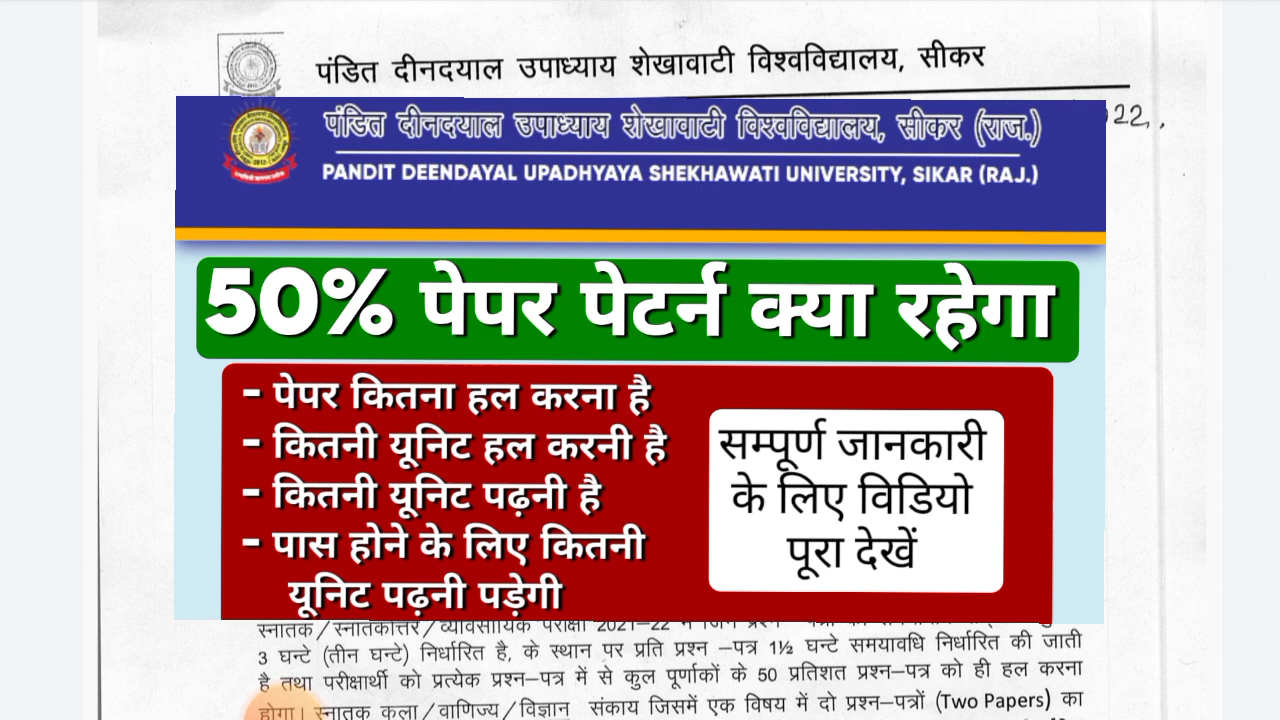 पंडित दीनदयाल उपाध्याय शेखावाटी विश्वविद्यालय, सीकर
022,
पंडित दीनदयाल उपाध्याय शेखावाटी विश्वविद्यालय, सीकर (राज.)
PANDIT DEENDAYAL UPADHYAYA SHEKHAWATI UNIVERSITY, SIKAR (RAJ.)
50% पेपर पेटर्न क्या रहेगा
- पेपर कितना हल करना है
- कितनी यूनिट हल करनी है
- कितनी यूनिट पढ़नी है
- पास होने के लिए कितनी
यूनिट पढ़नी पड़ेगी
सम्पूर्ण जानकारी
के लिए विडियो
पूरा देखें
स्नातक/स्नातकोत्तर/व्यावसायिक परीक्षा 2021–22 में जिन प्रश्न
3 घन्टे (तीन घन्टे) निर्धारित है, के स्थान पर प्रति प्रश्न –पत्र 1½ घन्टे समयावधि निर्धारित की जाती
है तथा परीक्षार्थी को प्रत्येक प्रश्न–पत्र में से कुल पूर्णाकों के 50 प्रतिशत प्रश्न–पत्र को ही हल करना
होगा। स्नातक कला/वाणिज्य/विज्ञान संकाय जिसमें एक विषय में दो प्रश्न–पत्रों (Two Papers) का